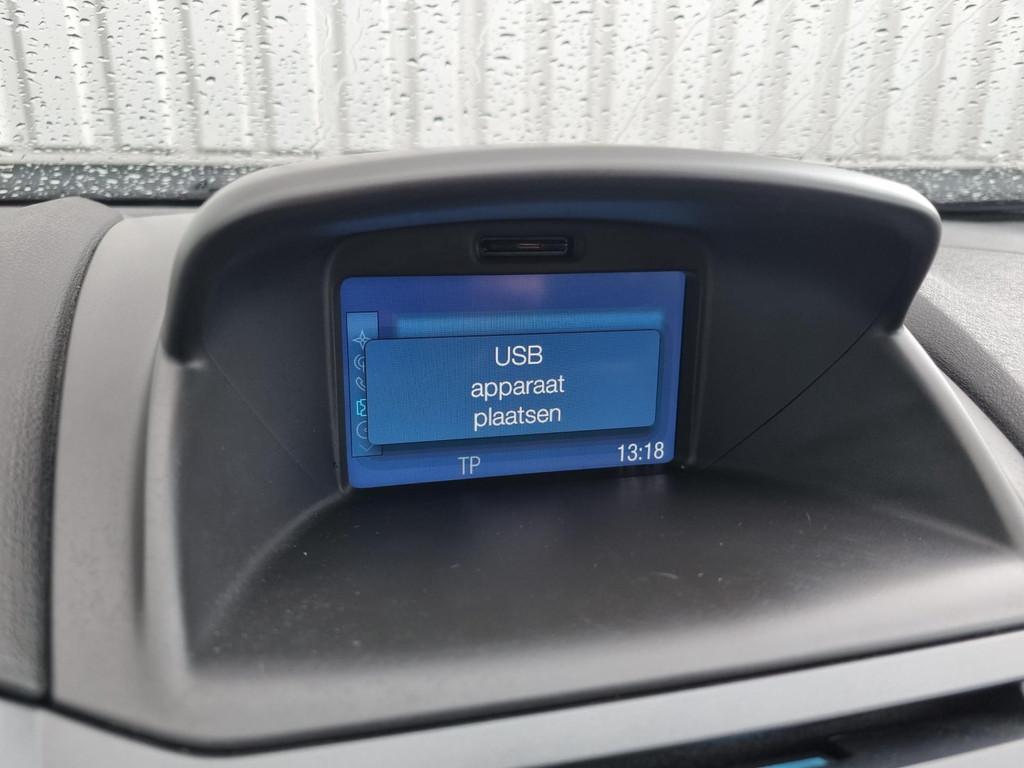 USB
apparaat
plaatsen
TP
13:18